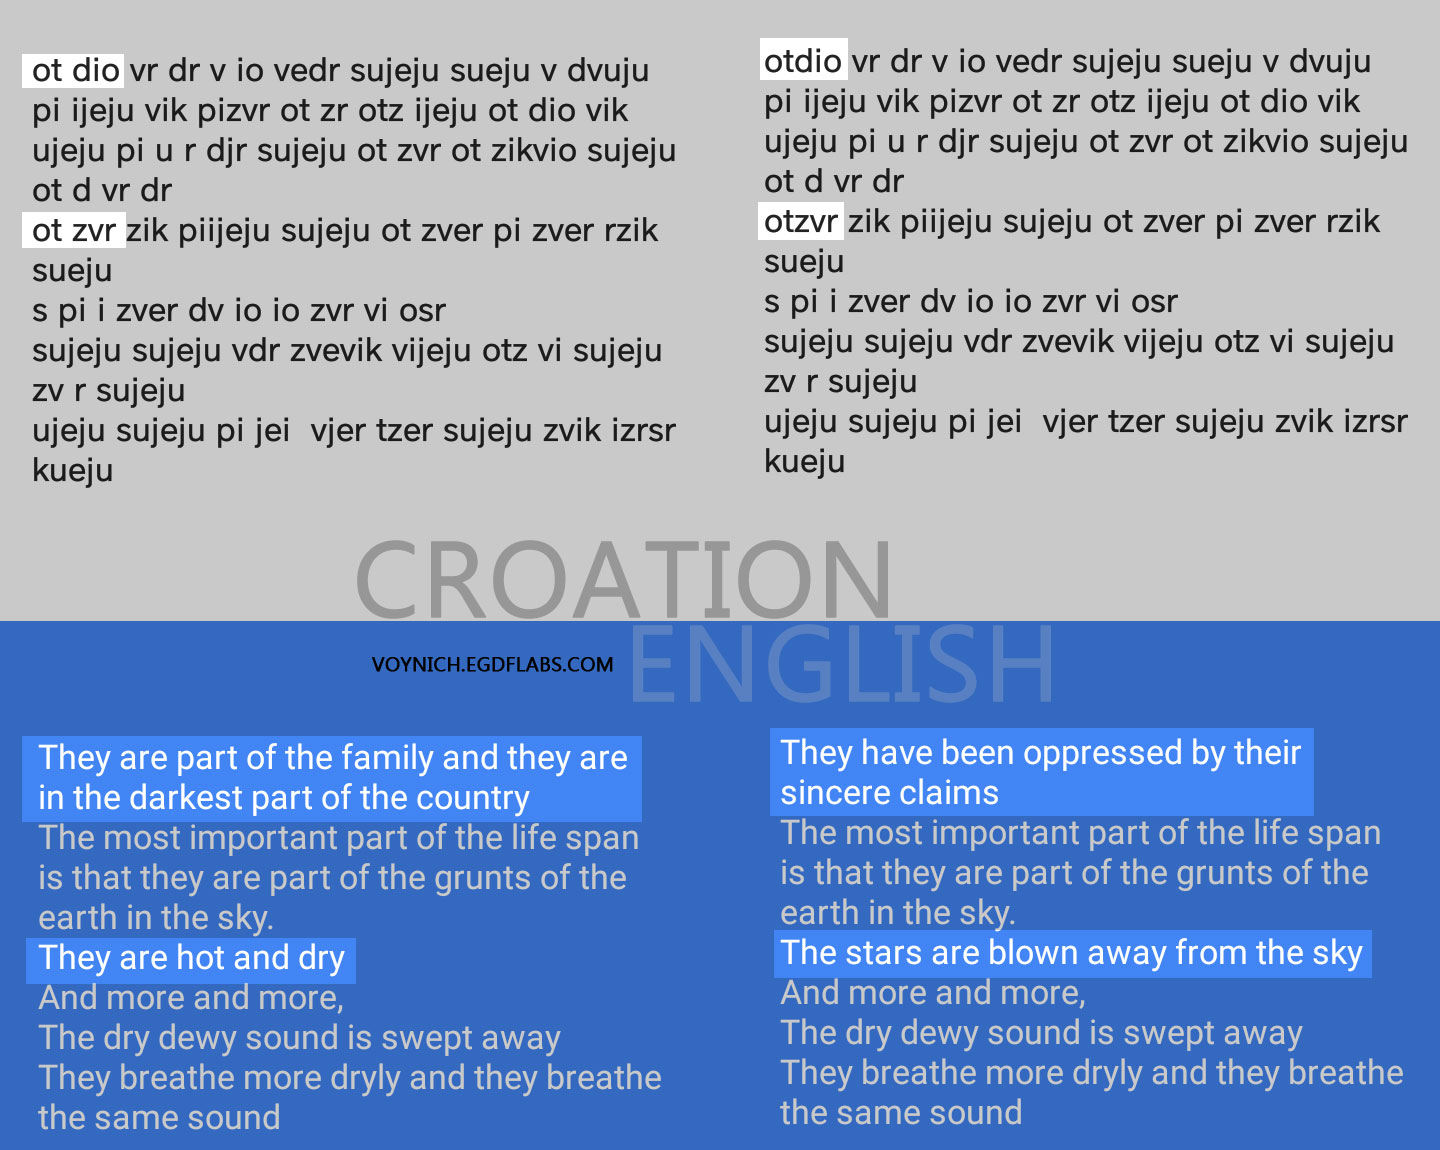 ot dio vr dr v io vedr sujeju sueju v dvuju
pi ijeju vik pizvr ot zr otz ijeju ot dio vik
ujeju pi u r djr sujeju ot zvr ot zikvio sujeju
ot d vr dr
ot zvr zik piijeju sujeju ot zver pi zver rzik
sueju
s pi i zver dv io io zvr vi osr
sujeju sujeju vdr zvevik vijeju otz vi sujeju
zv r sujeju
ujeju sujeju pi jei  vjer tzer sujeju zvik izrsr
kueju
otdio vr dr v io vedr sujeju sueju v dvuju
pi ijeju vik pizvr ot zr otz ijeju ot dio vik
ujeju pi u r djr sujeju ot zvr ot zikvio sujeju
ot d vr dr
otzvr zik piijeju sujeju ot zver pi zver rzik
sueju
s pi i zver dv io io zvr vi osr
sujeju sujeju vdr zvevik vijeju otz vi sujeju
zv r sujeju
ujeju sujeju pi jei  vjer tzer sujeju zvik izrsr
kueju
CROATION
ENGLISH
VOYNICH.EGDFLABS.COM
They are part of the family and they are
in the darkest part of the country
The most important part of the life span
is that they are part of the grunts of the
earth in the sky.
They are hot and dry
And more and more,
The dry dewy sound is swept away
They breathe more dryly and they breathe
the same sound
They have been oppressed by their
sincere claims
The most important part of the life span
is that they are part of the grunts of the
earth in the sky.
The stars are blown away from the sky
And more and more,
The dry dewy sound is swept away
They breathe more dryly and they breathe
the same sound